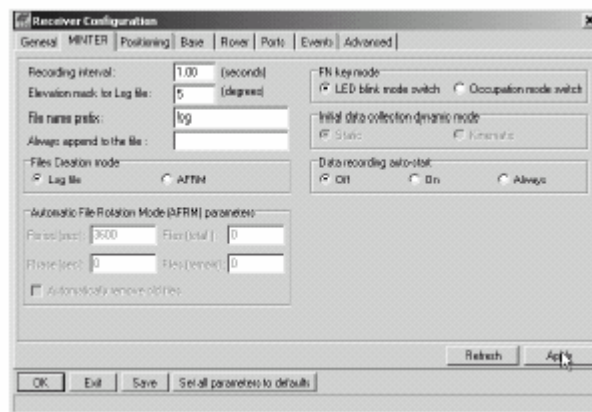 Receiver Configuration
General MINTER Positioning Base Rover Ports Events Advanced
Recording interval: 1.00 (seconds)
Elevation mask for Log file: 5 (degrees)
File name prefix: log
Always append to the file :
Files Creation mode
Log file AFRM
Automatic File Rotation Mode (AFRM) parameters
Period (sec): 3600 Files (total): 0
Phase (sec): 0 Files (remain): 0
Automatically remove old files
FN key mode
LED blink mode switch Occupation mode switch
Initial data collection dynamic mode
Static Kinematic
Data recording auto-start
Off On Always
Refresh Apply
OK Exit Save Set all parameters to defaults